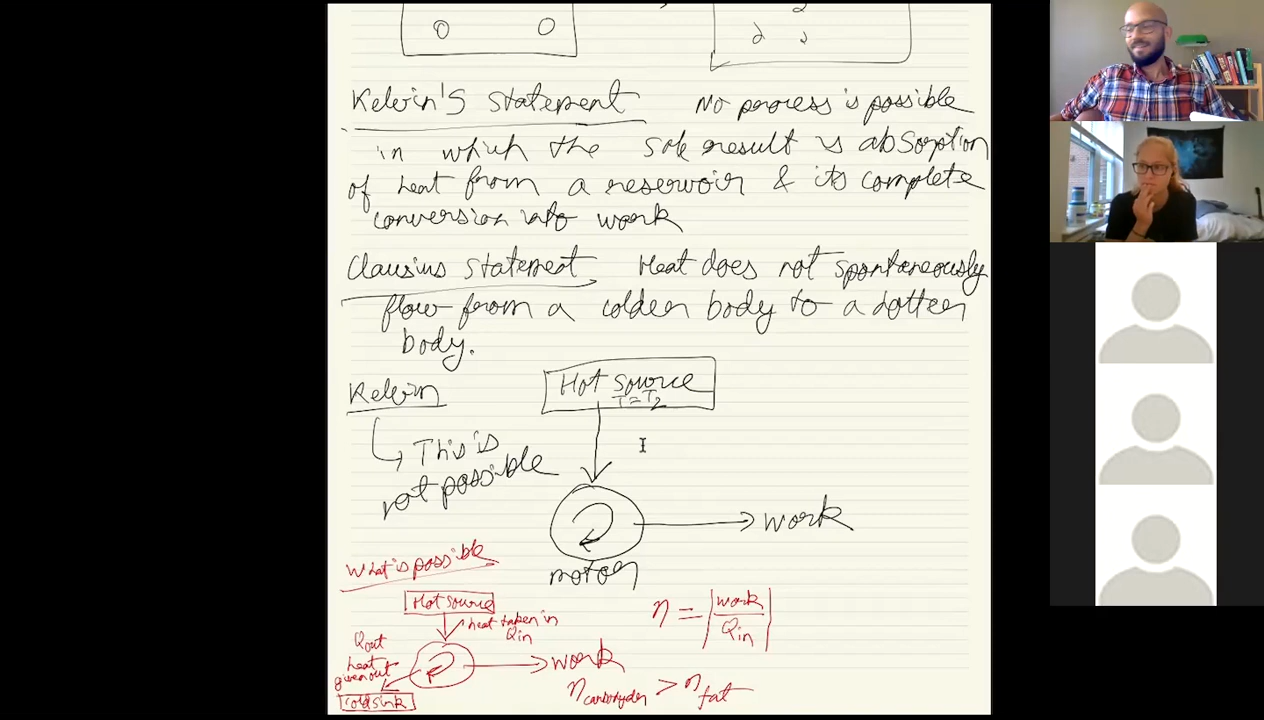 Kelvin's statement No process is possible
in which the sole result is absorption
of heat from a reservoir & its complete
conversion into work
Clausius statement Heat does not spontaneously
flow from a colder body to a hotter
body.
Kelvin
This is
not possible
Hot source
T = T2
work
motor
What is possible
Hot source
heat taken in
Qin
Qout
heat
given out
cold sink
work
η = |work/Qin|
η carbohydr > η fat